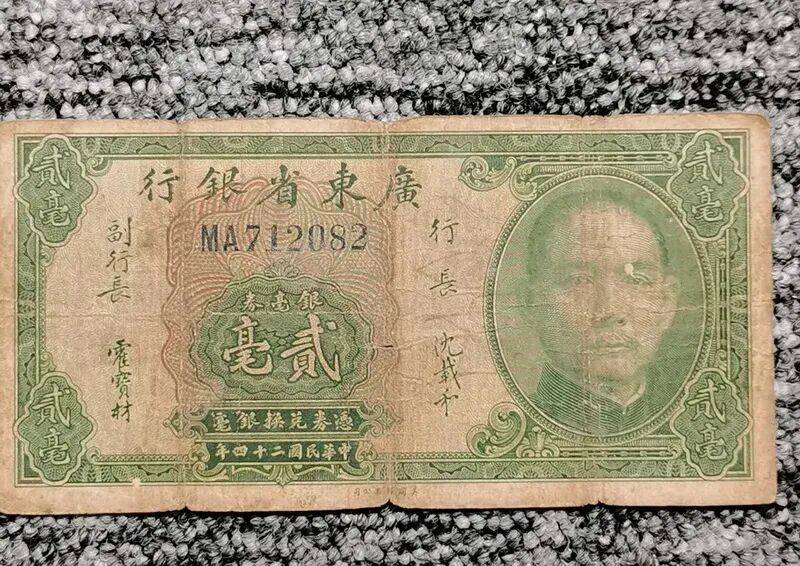 貳毫
貳毫
廣東省銀行
MA712082
行長
沈載和
副行長
霍寶材
銀毫券
貳毫
憑券兌換銀毫
中華民國二十四年
貳毫
貳毫